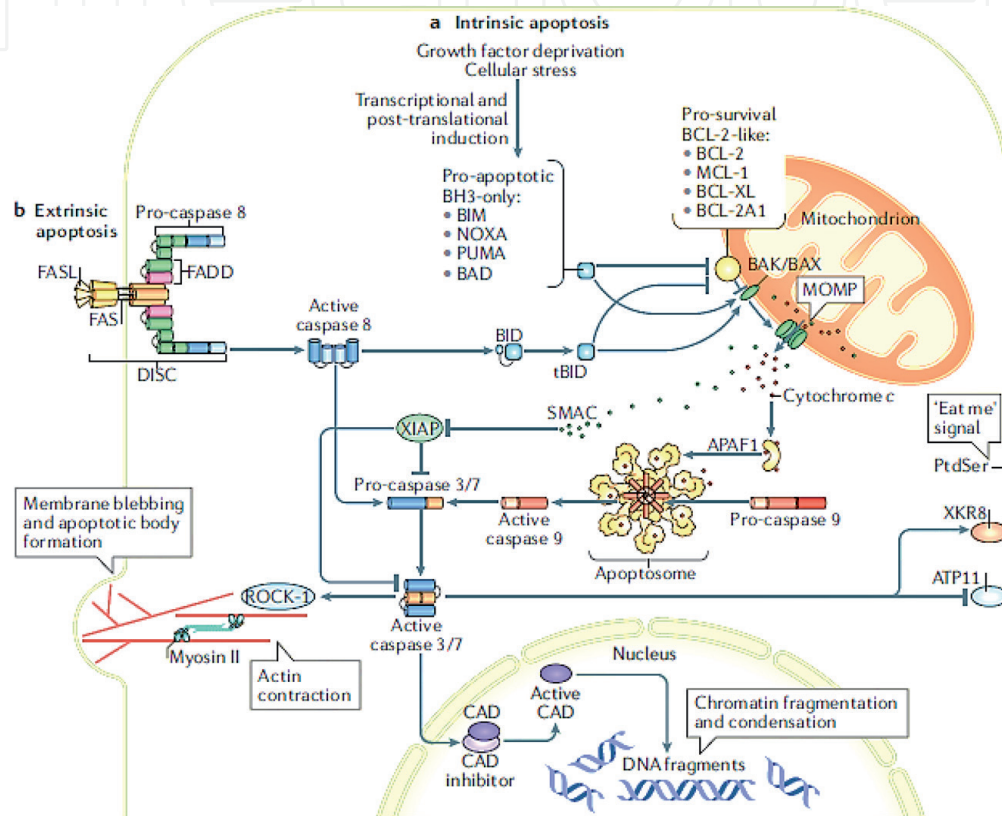 a Intrinsic apoptosis
Growth factor deprivation
Cellular stress
Transcriptional and
post-translational
induction
Pro-survival
BCL-2-like:
• BCL-2
• MCL-1
• BCL-XL
• BCL-2A1
Pro-apoptotic
BH3-only:
• BIM
• NOXA
• PUMA
• BAD
Mitochondrion
b Extrinsic
apoptosis
Pro-caspase 8
FASL
FADD
FAS
DISC
BAK/BAX
MOMP
Active
caspase 8
BID
tBID
Cytochrome c
SMAC
'Eat me'
signal
PtdSer
XIAP
APAF1
Pro-caspase 3/7
Active
caspase 9
Pro-caspase 9
Apoptosome
XKR8
ATP11
Membrane blebbing
and apoptotic body
formation
ROCK-1
Active
caspase 3/7
Myosin II
Actin
contraction
Nucleus
CAD
CAD
inhibitor
Active
CAD
Chromatin fragmentation
and condensation
DNA fragments